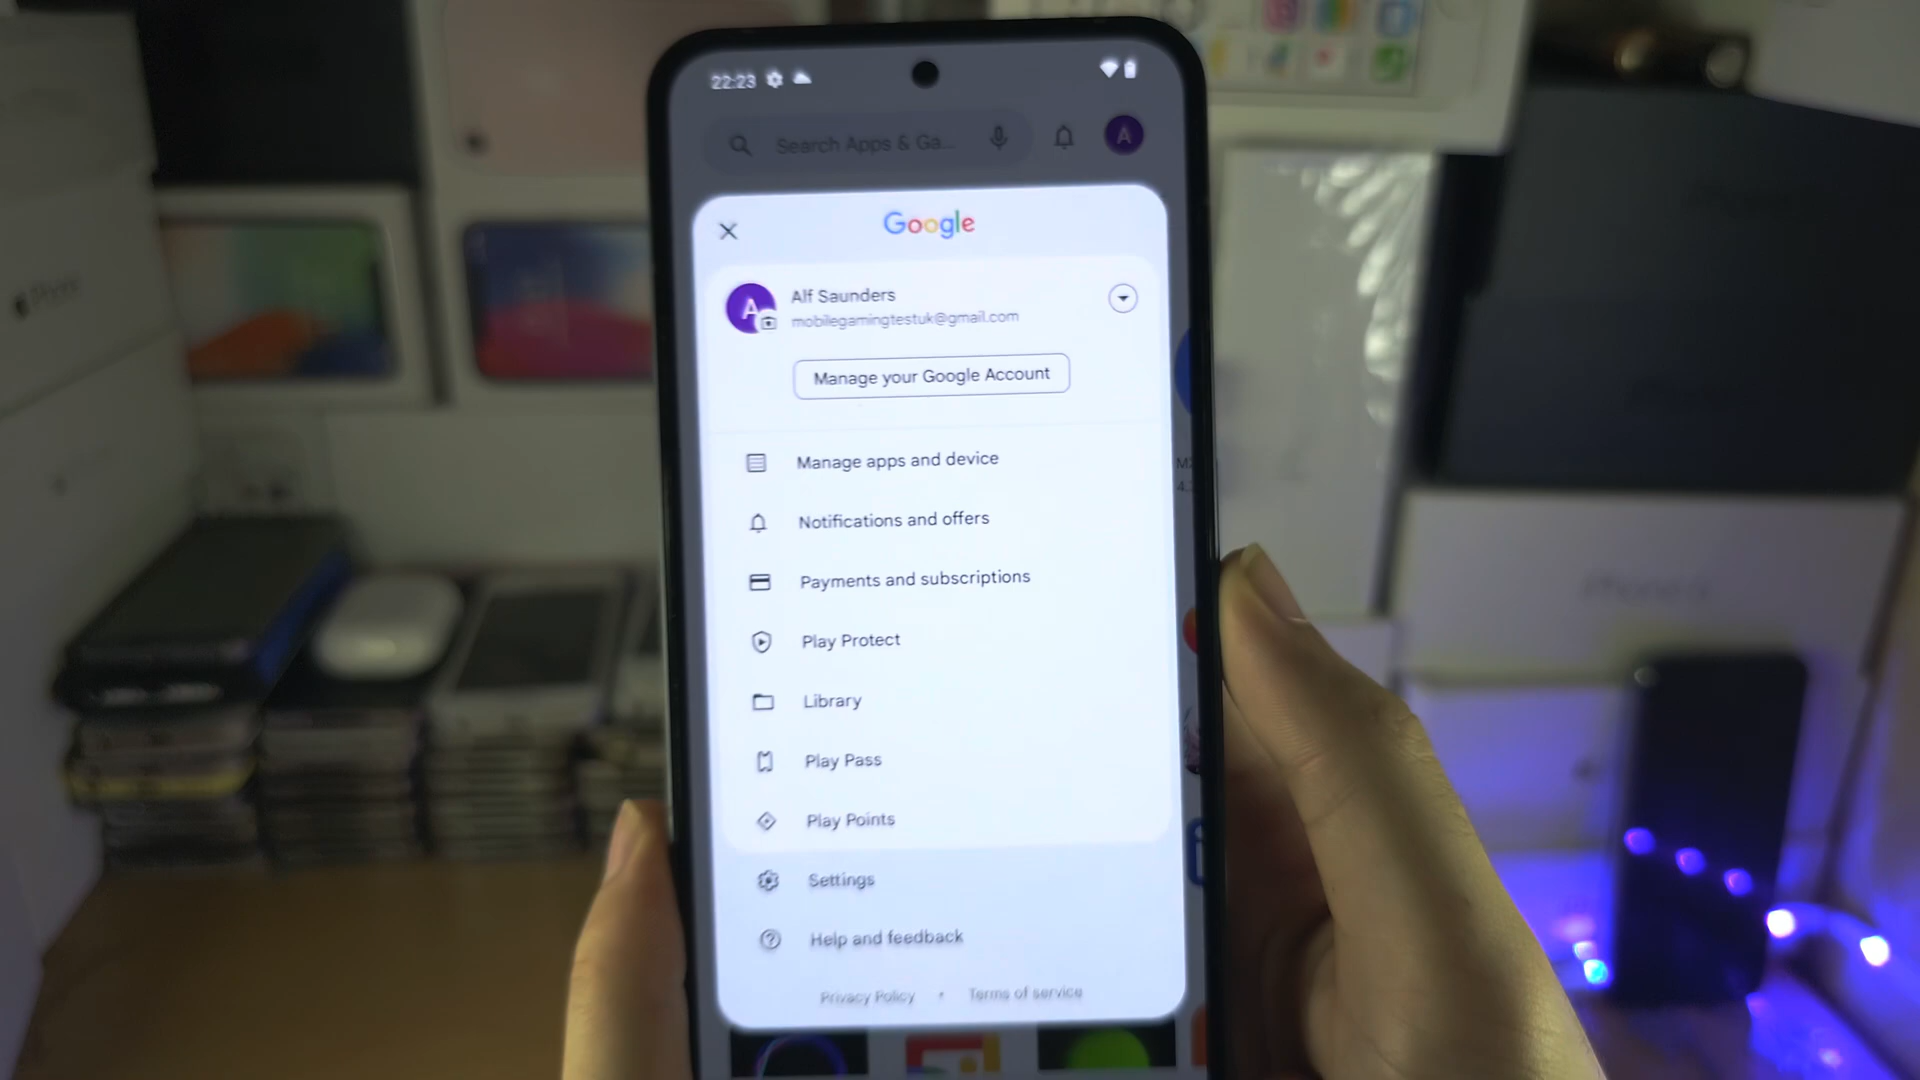 22:23
Search Apps & Ga...
A
Google
A
Alf Saunders
mobilegamingtestuk@gmail.com
Manage your Google Account
Manage apps and device
Notifications and offers
Payments and subscriptions
Play Protect
Library
Play Pass
Play Points
Settings
Help and feedback
Privacy Policy • Terms of service